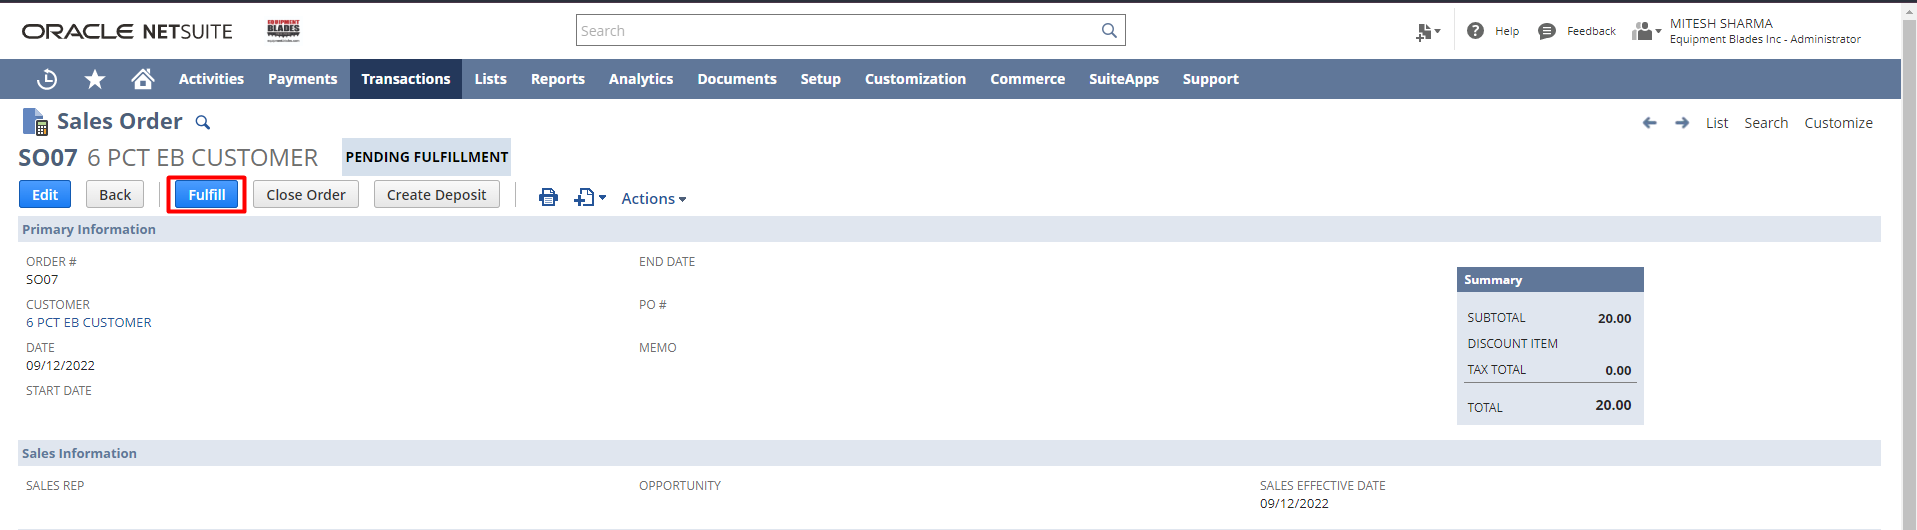 ORACLE NETSUITE
EQUIPMENT
BLADES
Search
Help
Feedback
MITESH SHARMA
Equipment Blades Inc - Administrator
Activities Payments Transactions Lists Reports Analytics Documents Setup Customization Commerce SuiteApps Support
Sales Order
List Search Customize
SO07 6 PCT EB CUSTOMER PENDING FULFILLMENT
Edit Back Fulfill Close Order Create Deposit Actions
Primary Information
ORDER #
SO07
CUSTOMER
6 PCT EB CUSTOMER
DATE
09/12/2022
START DATE
END DATE
PO #
MEMO
Summary
SUBTOTAL 20.00
DISCOUNT ITEM
TAX TOTAL 0.00
TOTAL 20.00
Sales Information
SALES REP
OPPORTUNITY
SALES EFFECTIVE DATE
09/12/2022